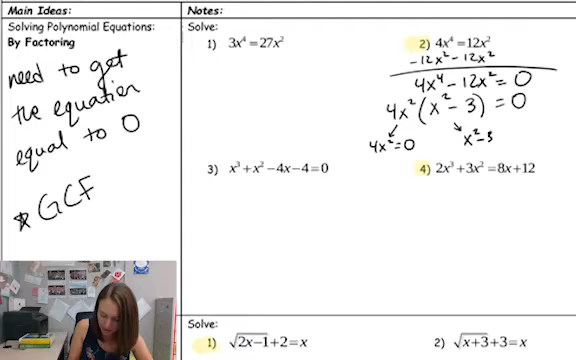 Main Ideas:
Notes:
Solving Polynomial Equations:
By Factoring
need to get
the equation
equal to 0
* GCF
Solve:
1) 3x⁴ = 27x²
2) 4x⁴ = 12x²
-12x² -12x²
4x⁴ - 12x² = 0
4x² (x² - 3) = 0
4x² = 0
x² - 3
3) x³ + x² - 4x - 4 = 0
4) 2x³ + 3x² = 8x + 12
Solve:
1) √2x-1 + 2 = x
2) √x+3 + 3 = x